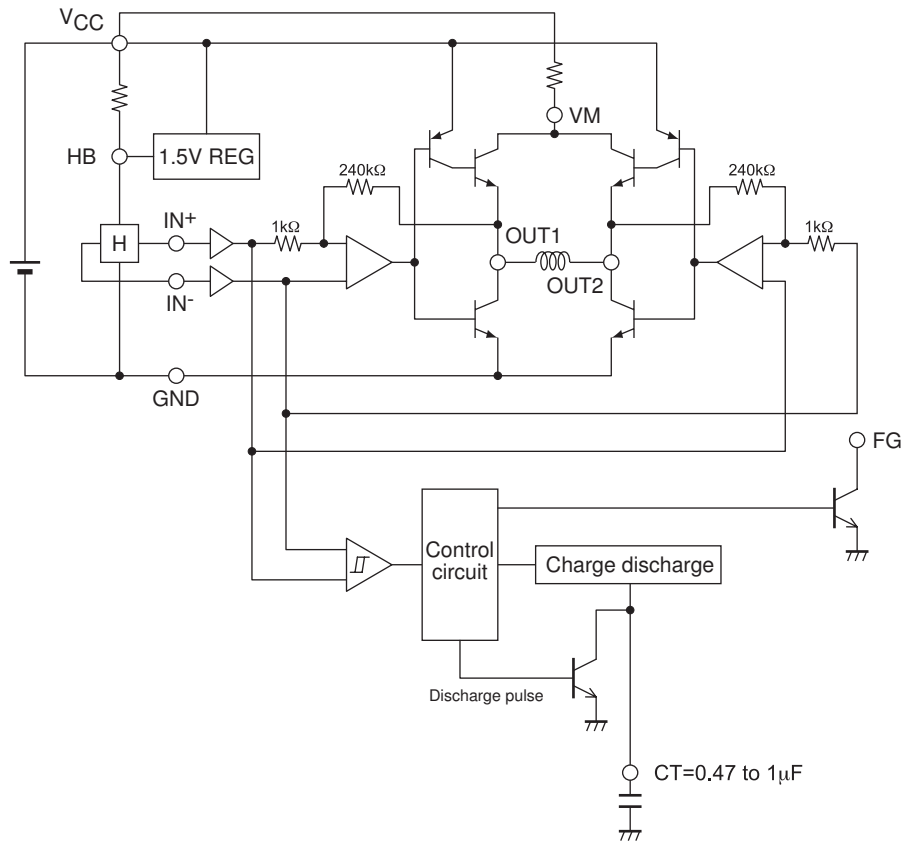 VCC
VM
HB
1.5V REG
240kΩ
240kΩ
IN+
1kΩ
1kΩ
H
OUT1
OUT2
IN-
GND
FG
Control
circuit
Charge discharge
Discharge pulse
CT=0.47 to 1μF